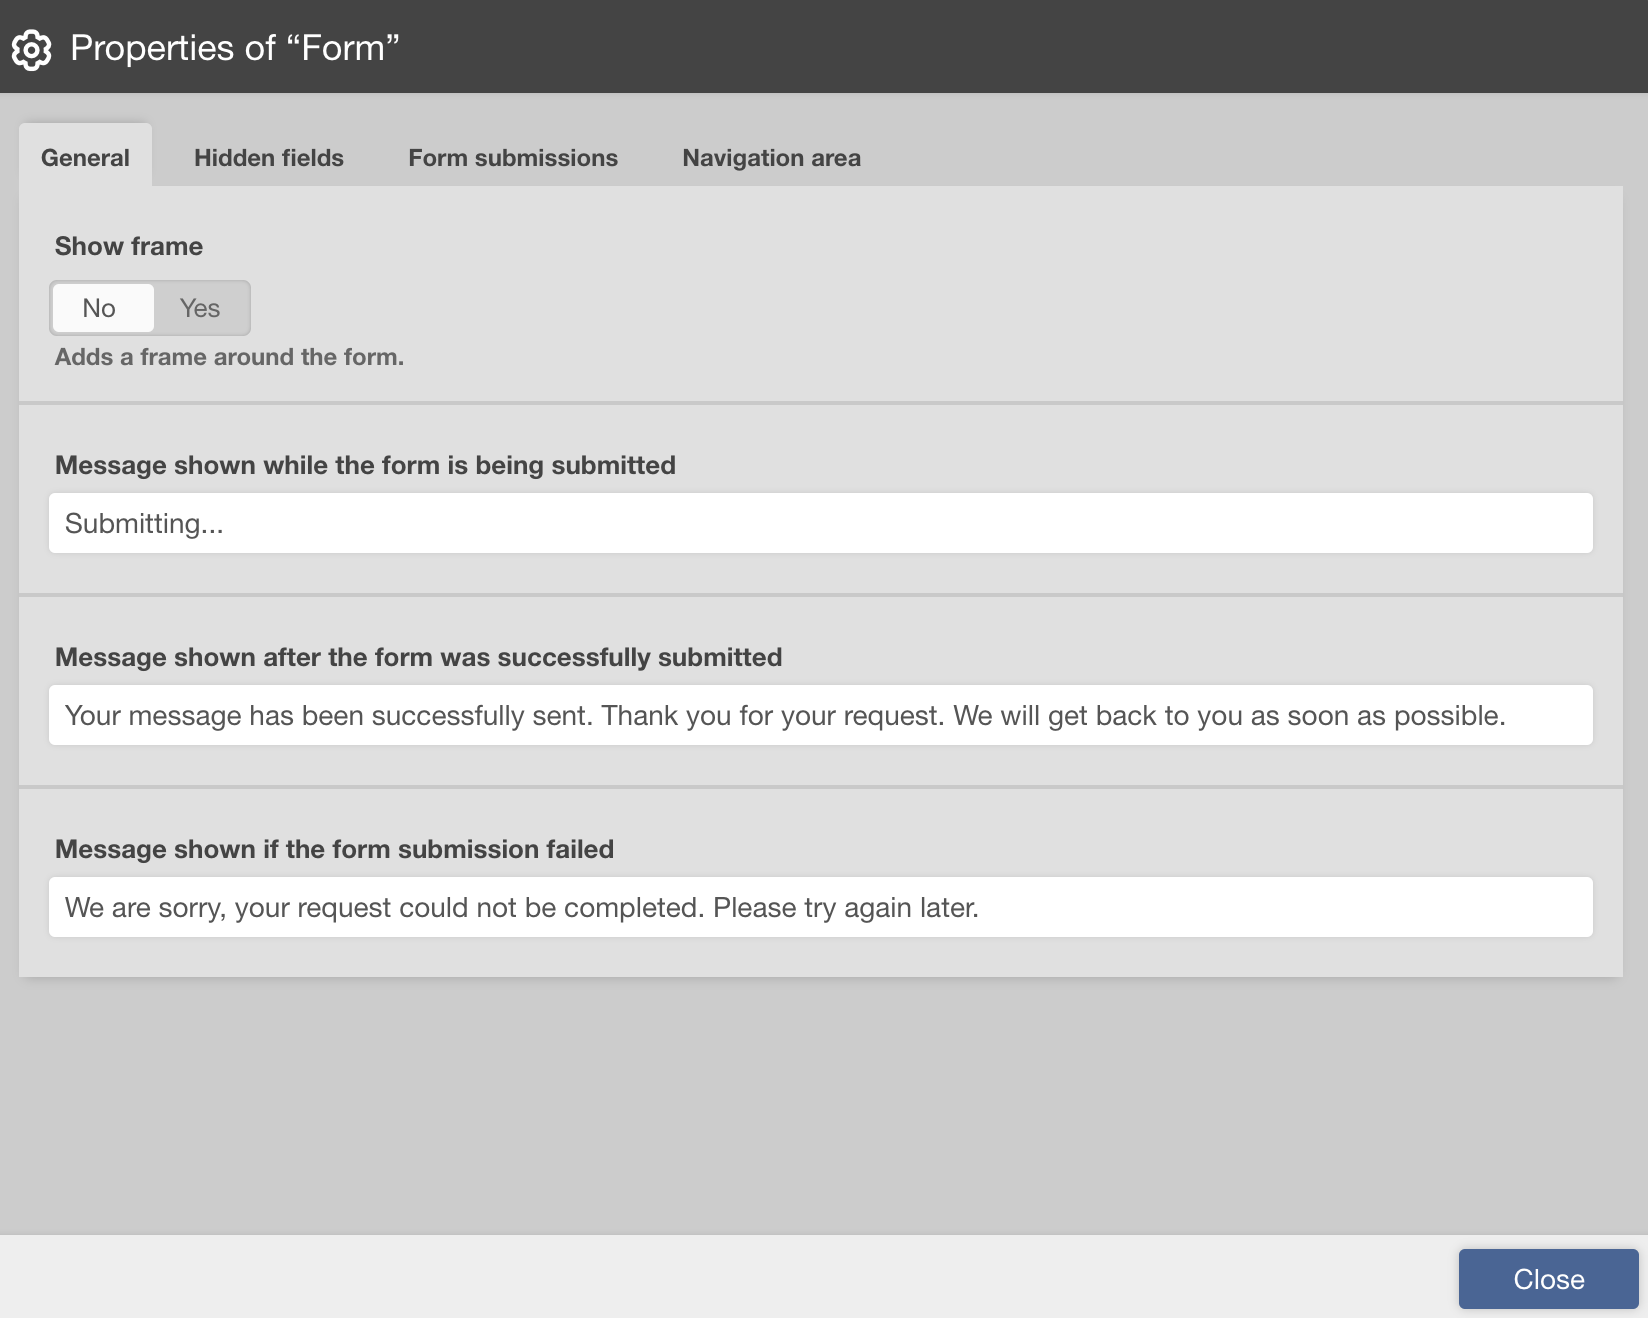 Properties of “Form”
General Hidden fields Form submissions Navigation area
Show frame
No Yes
Adds a frame around the form.
Message shown while the form is being submitted
Submitting...
Message shown after the form was successfully submitted
Your message has been successfully sent. Thank you for your request. We will get back to you as soon as possible.
Message shown if the form submission failed
We are sorry, your request could not be completed. Please try again later.
Close